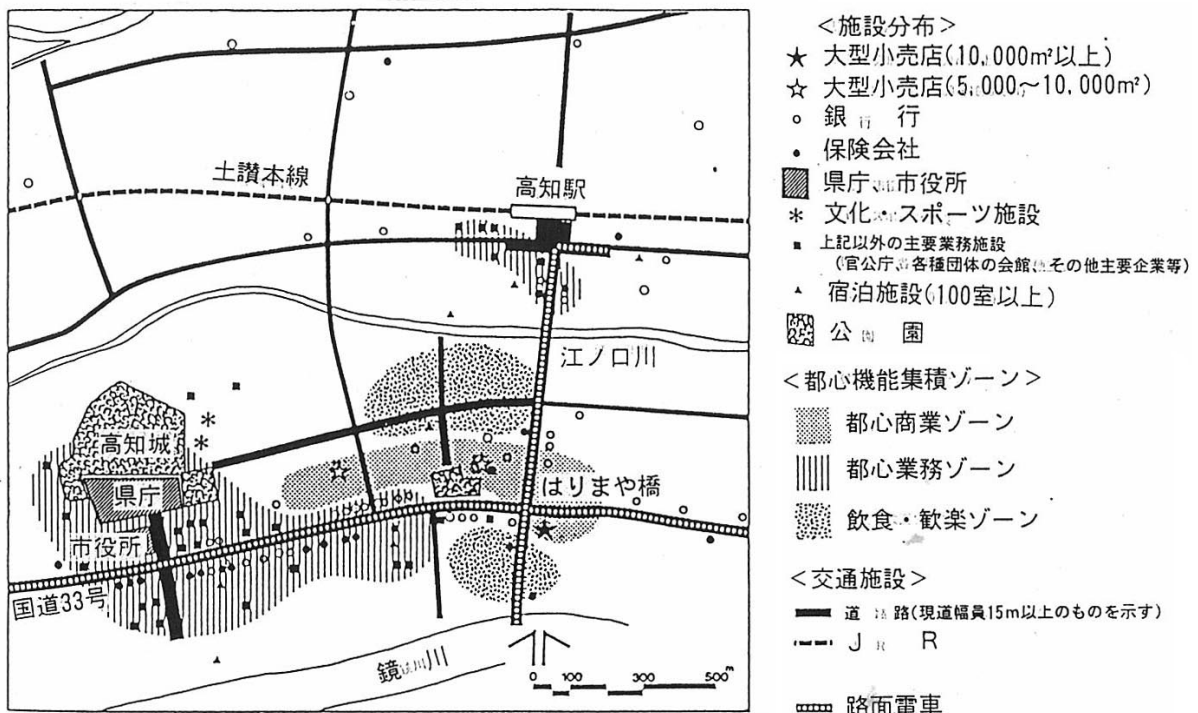 土讃本線
高知駅
江ノ口川
高知城
県庁
はりまや橋
市役所
国道33号
鏡川
0 100 300 500m
<施設分布>
大型小売店(10,000㎡以上)
大型小売店(5,000~10,000㎡)
銀行
保険会社
県庁、市役所
文化・スポーツ施設
上記以外の主要業務施設
(官公庁、各種団体の会館、その他主要企業等)
宿泊施設(100室以上)
公園
<都心機能集積ゾーン>
都心商業ゾーン
都心業務ゾーン
飲食・歓楽ゾーン
<交通施設>
道路(現道幅員15m以上のものを示す)
JR
路面電車